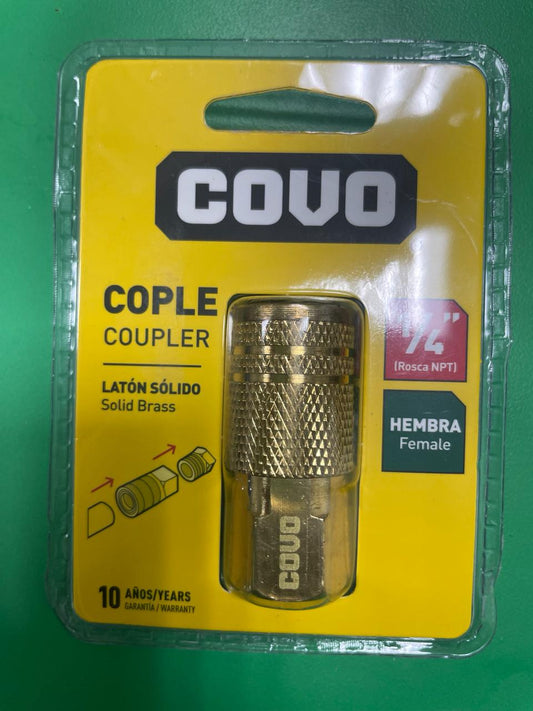 COVO
COPLE
COUPLER
LATÓN SÓLIDO
Solid Brass
1/4"
(Rosca NPT)
HEMBRA
Female
COVO
10 AÑOS/YEARS
GARANTÍA / WARRANTY